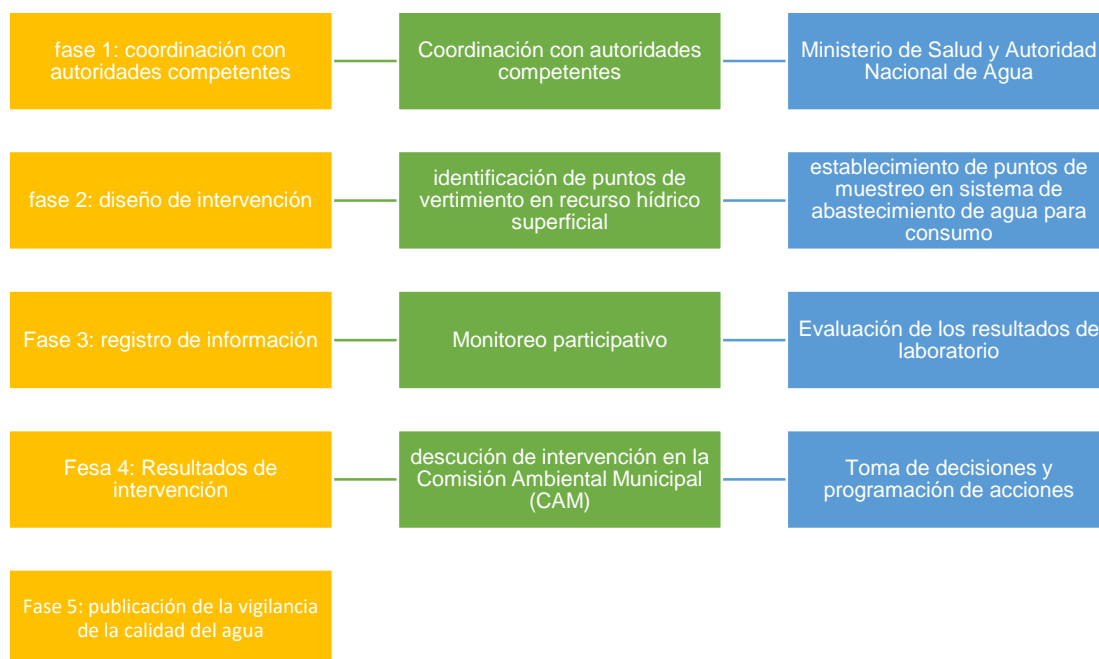 fase 1: coordinación con
autoridades competentes
Coordinación con autoridades
competentes
Ministerio de Salud y Autoridad
Nacional de Agua
fase 2: diseño de intervención
identificación de puntos de
vertimiento en recurso hídrico
superficial
establecimiento de puntos de
muestreo en sistema de
abastecimiento de agua para
consumo
Fase 3: registro de información
Monitoreo participativo
Evaluación de los resultados de
laboratorio
Fesa 4: Resultados de
intervención
descución de intervención en la
Comisión Ambiental Municipal
(CAM)
Toma de decisiones y
programación de acciones
Fase 5: publicación de la vigilancia
de la calidad del agua